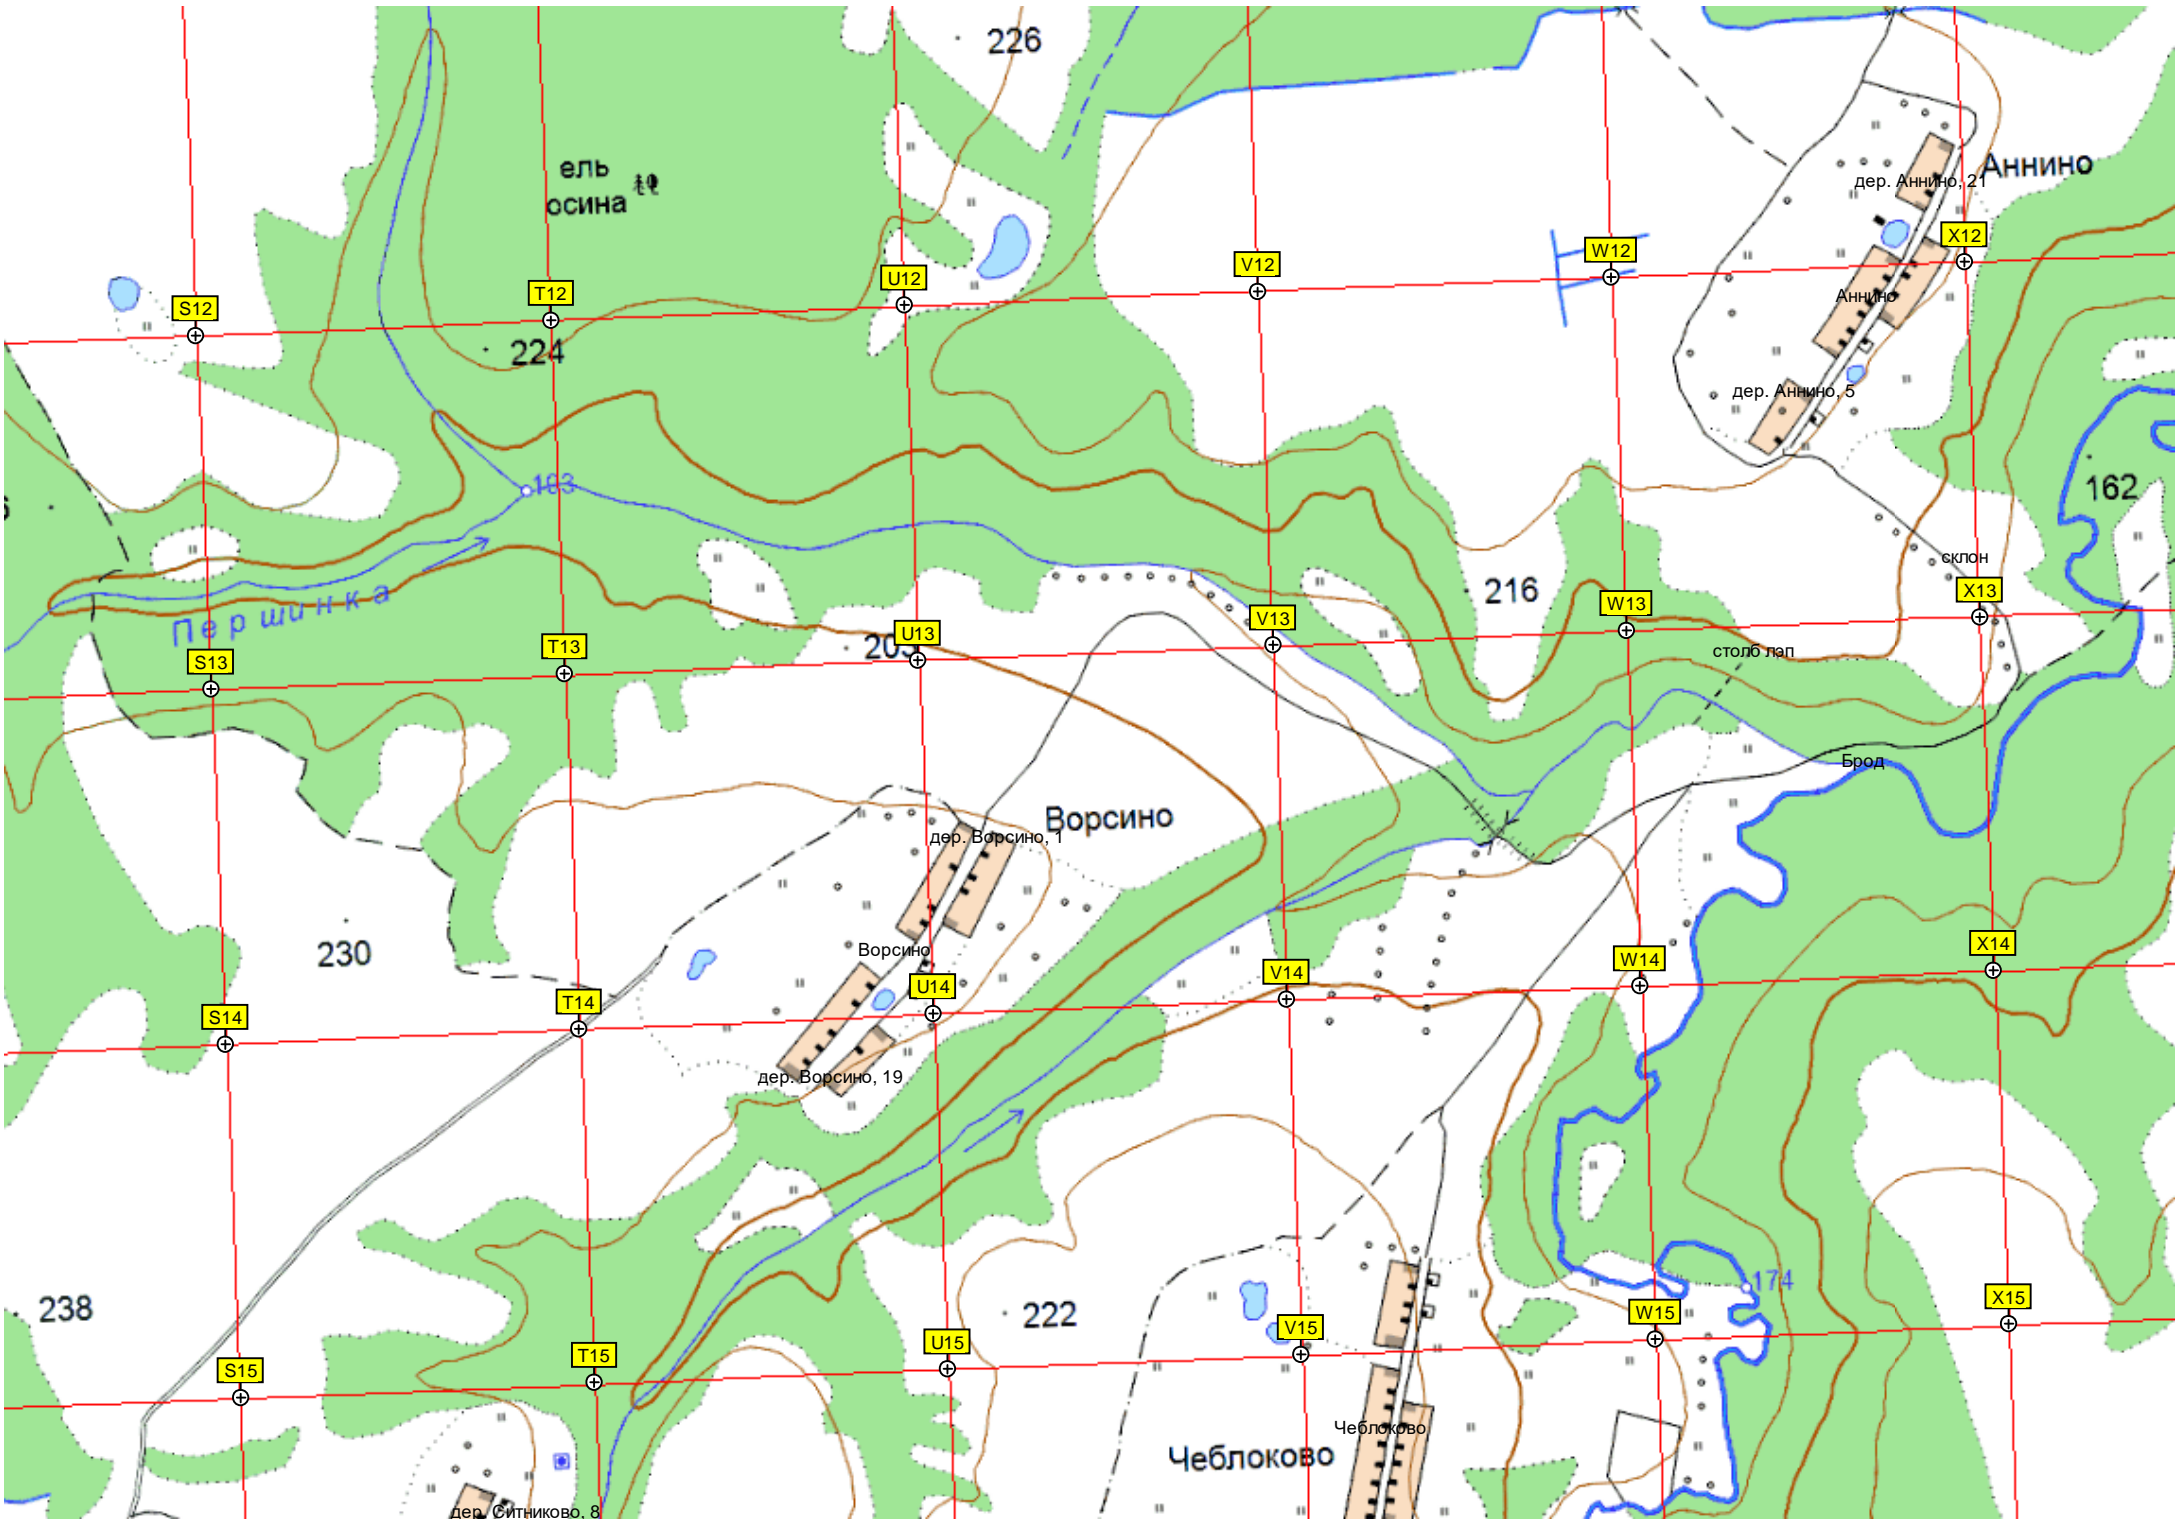 226
ель
осина
Аннино
дер. Аннино, 21
X12
W12
V12
U12
T12
S12
Аннино
224
дер. Аннино, 5
183
162
склон
216
Першинка
X13
W13
V13
U13
T13
S13
столб лэп
Брод
Ворсино
дер. Ворсино, 1
230
Ворсино
X14
W14
V14
U14
T14
S14
дер. Ворсино, 19
174
238
222
X15
W15
V15
U15
T15
S15
Чеблоково
Чеблоково
дер. Ситниково, 8